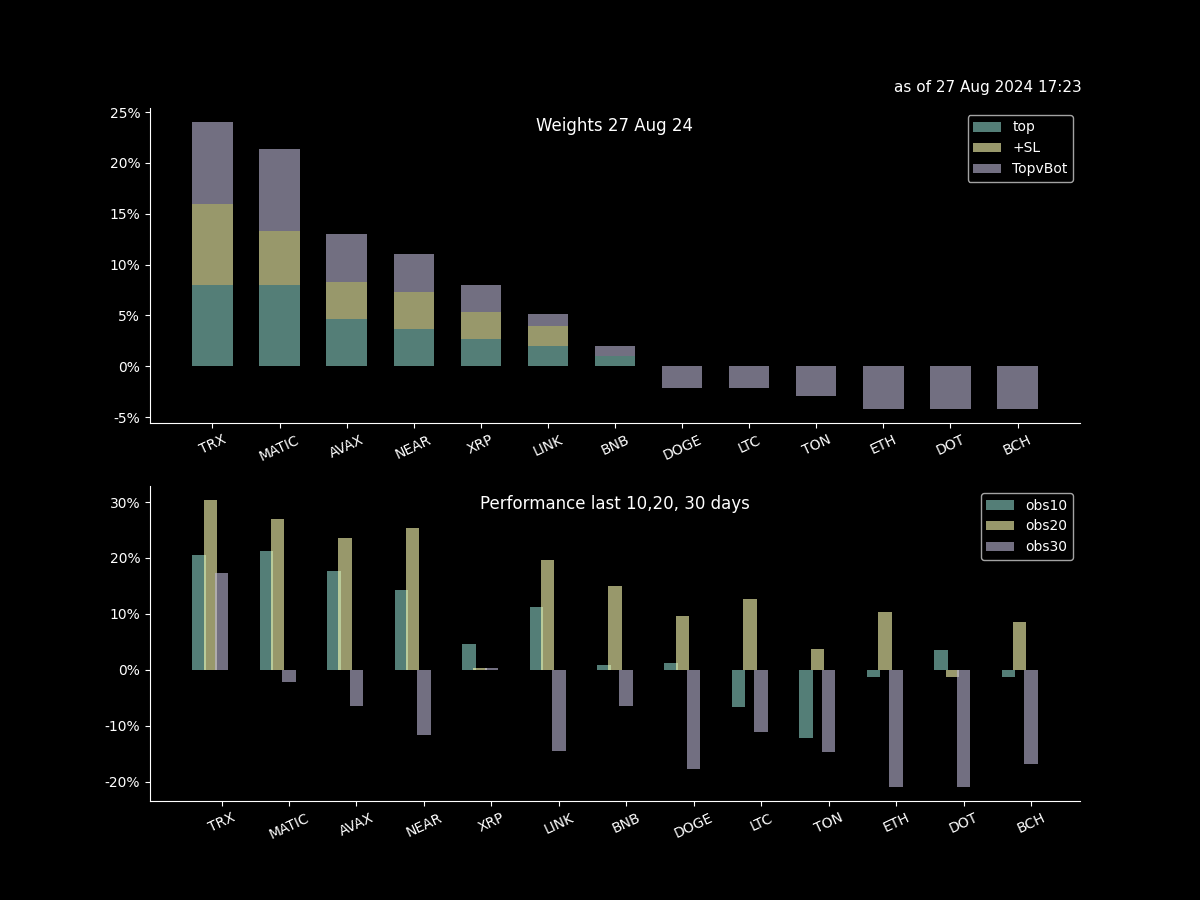 as of 27 Aug 2024 17:23
Weights 27 Aug 24
top
+SL
TopvBot
25%
20%
15%
10%
5%
0%
-5%
TRX MATIC AVAX NEAR XRP LINK BNB DOGE LTC TON ETH DOT BCH
Performance last 10,20, 30 days
obs10
obs20
obs30
30%
20%
10%
0%
-10%
-20%
TRX MATIC AVAX NEAR XRP LINK BNB DOGE LTC TON ETH DOT BCH